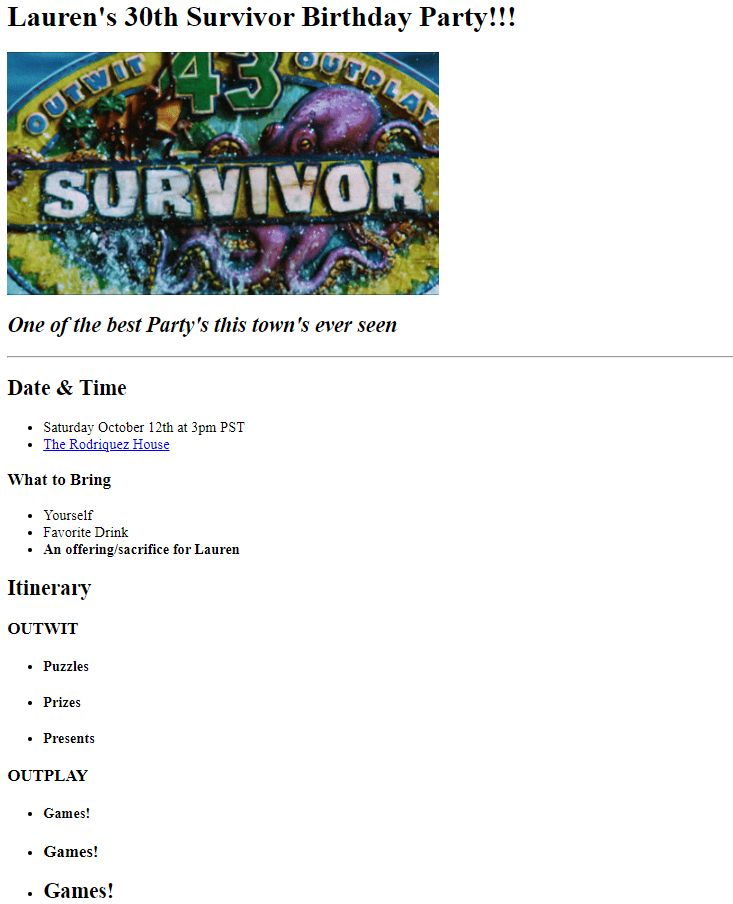 Lauren's 30th Survivor Birthday Party!!!
OUTWIT 43 OUTPLAY
SURVIVOR
One of the best Party's this town's ever seen
Date & Time
Saturday October 12th at 3pm PST
The Rodriquez House
What to Bring
Yourself
Favorite Drink
An offering/sacrifice for Lauren
Itinerary
OUTWIT
Puzzles
Prizes
Presents
OUTPLAY
Games!
Games!
Games!